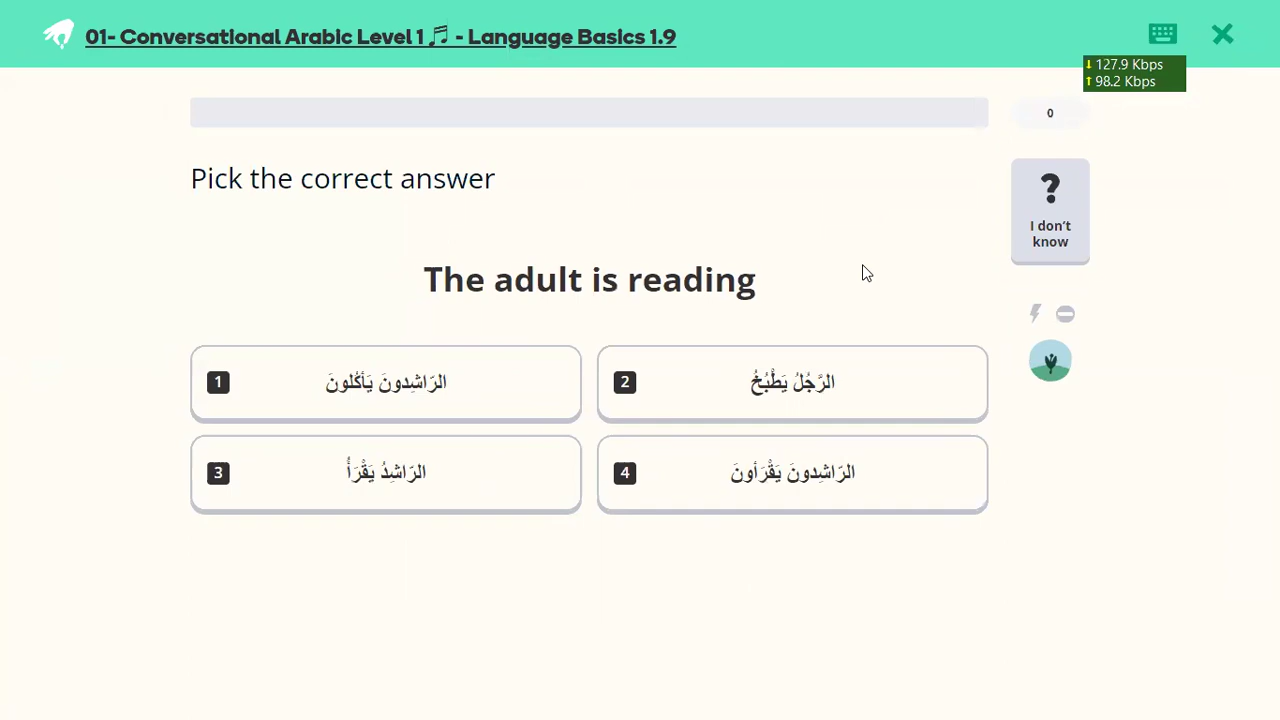 01- Conversational Arabic Level 1 🎵 - Language Basics 1.9
↓ 127.9 Kbps
↑ 98.2 Kbps
0
Pick the correct answer
?
I don't
know
The adult is reading
1 الرّاشِدونَ يَأكُلونَ
2 الرَّجُلُ يَطْبُخُ
3 الرّاشِدُ يَقْرَأُ
4 الرّاشِدونَ يَقْرَأونَ